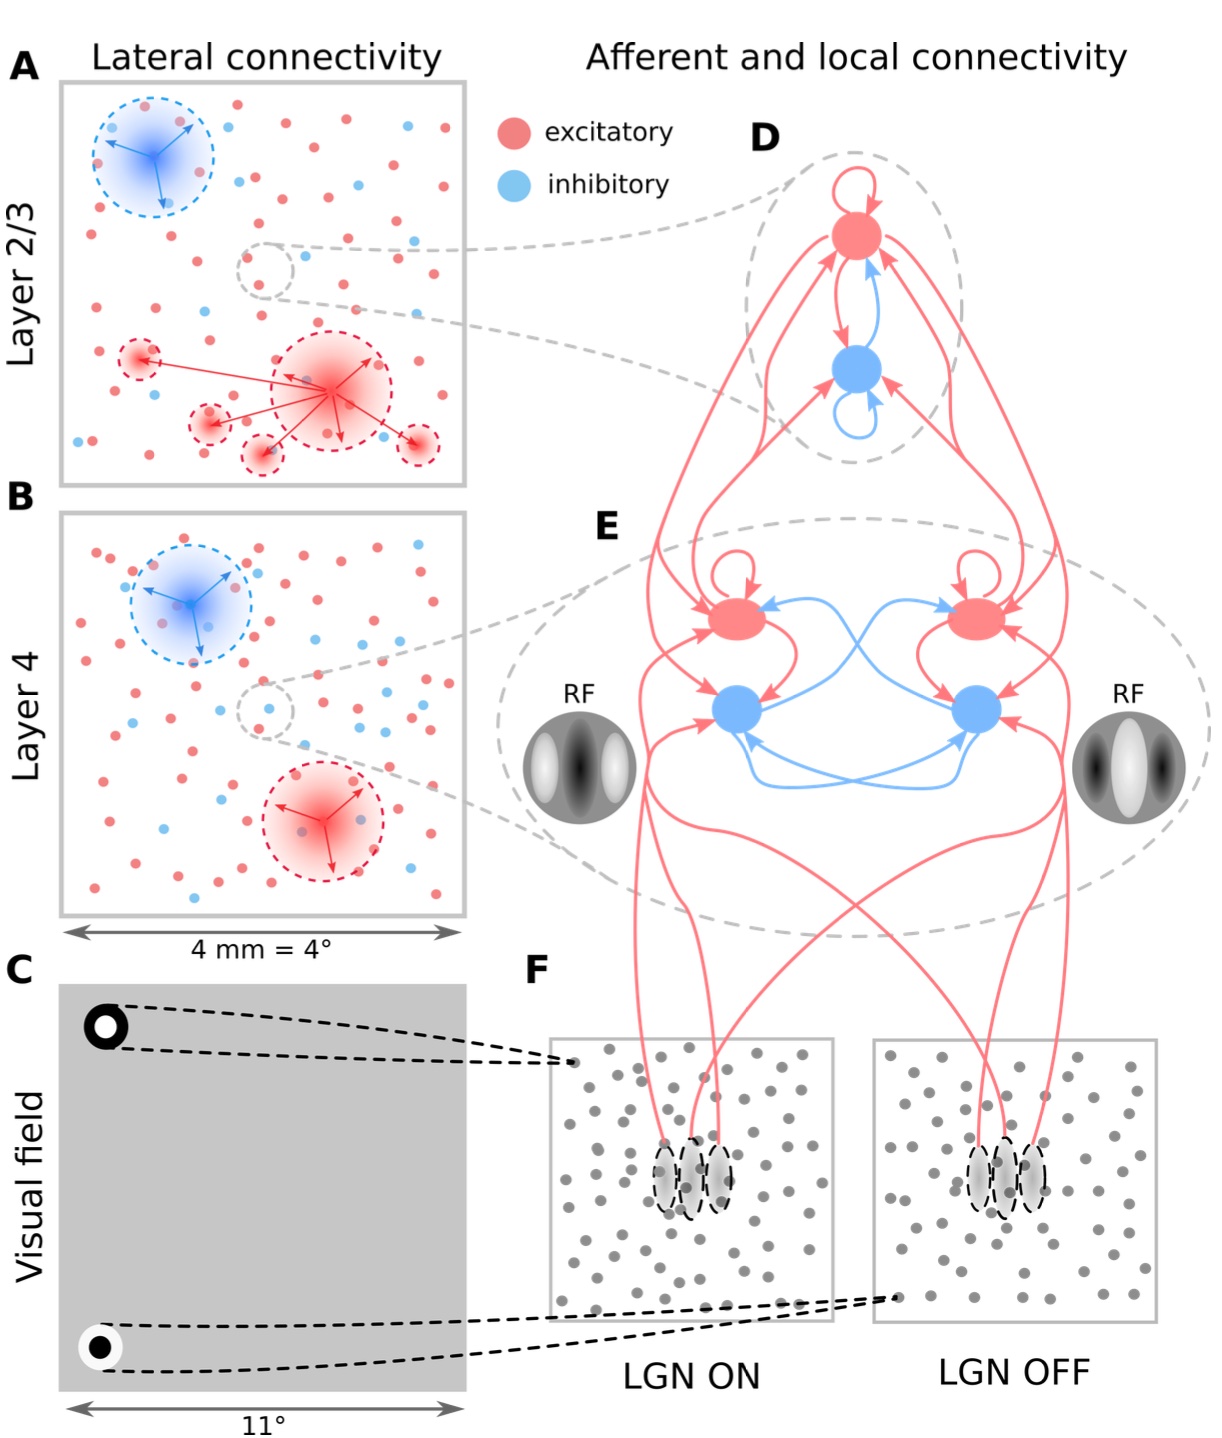 Lateral connectivity
Afferent and local connectivity
A
Layer 2/3
excitatory
inhibitory
D
B
Layer 4
E
RF
RF
4 mm = 4°
C
Visual field
F
LGN ON
LGN OFF
11°